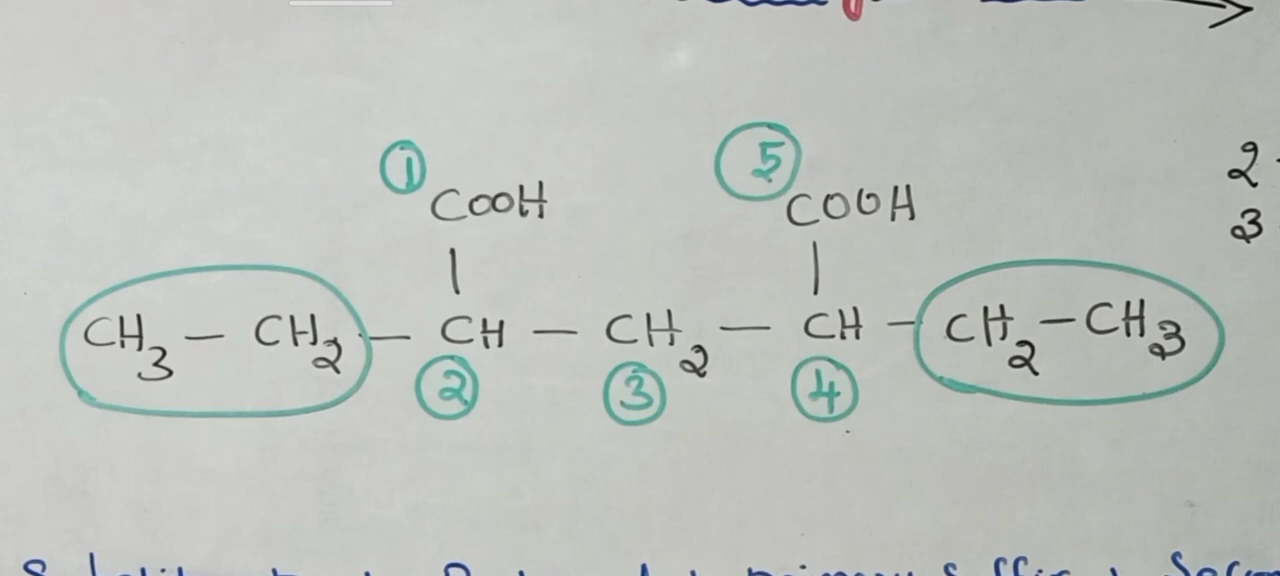 ① ⑤
COOH COOH
2
| |
3
CH₃ – CH₂ – CH – CH₂ – CH – CH₂ – CH₃
② ③ ④